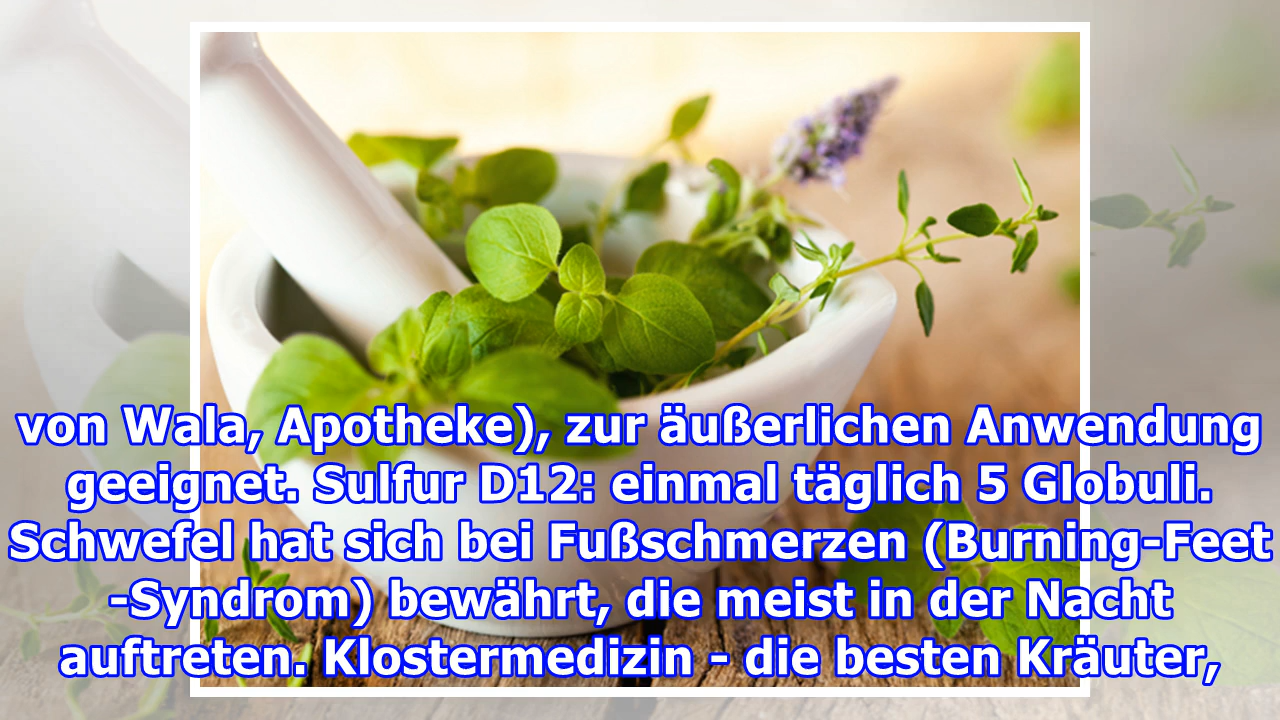 von Wala, Apotheke), zur äußerlichen Anwendung
geeignet. Sulfur D12: einmal täglich 5 Globuli.
Schwefel hat sich bei Fußschmerzen (Burning-Feet
-Syndrom) bewährt, die meist in der Nacht
auftreten. Klostermedizin - die besten Kräuter,